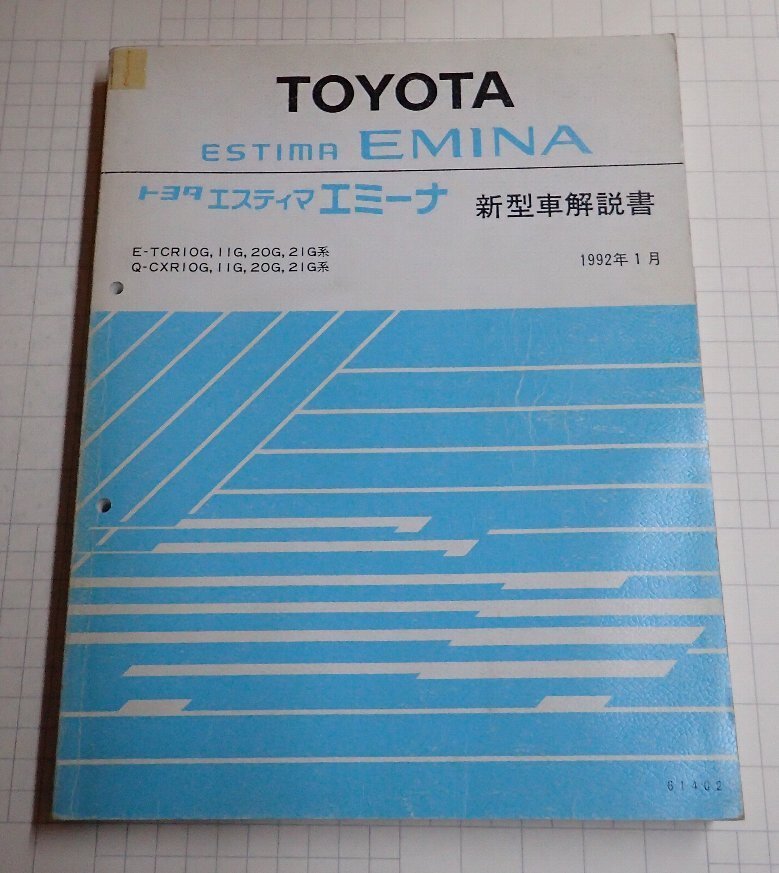 TOYOTA
ESTIMA EMINA
トヨタ エスティマ エミーナ 新型車解説書
E-TCR10G, 11G, 20G, 21G系
Q-CXR10G, 11G, 20G, 21G系
1992年1月
61402